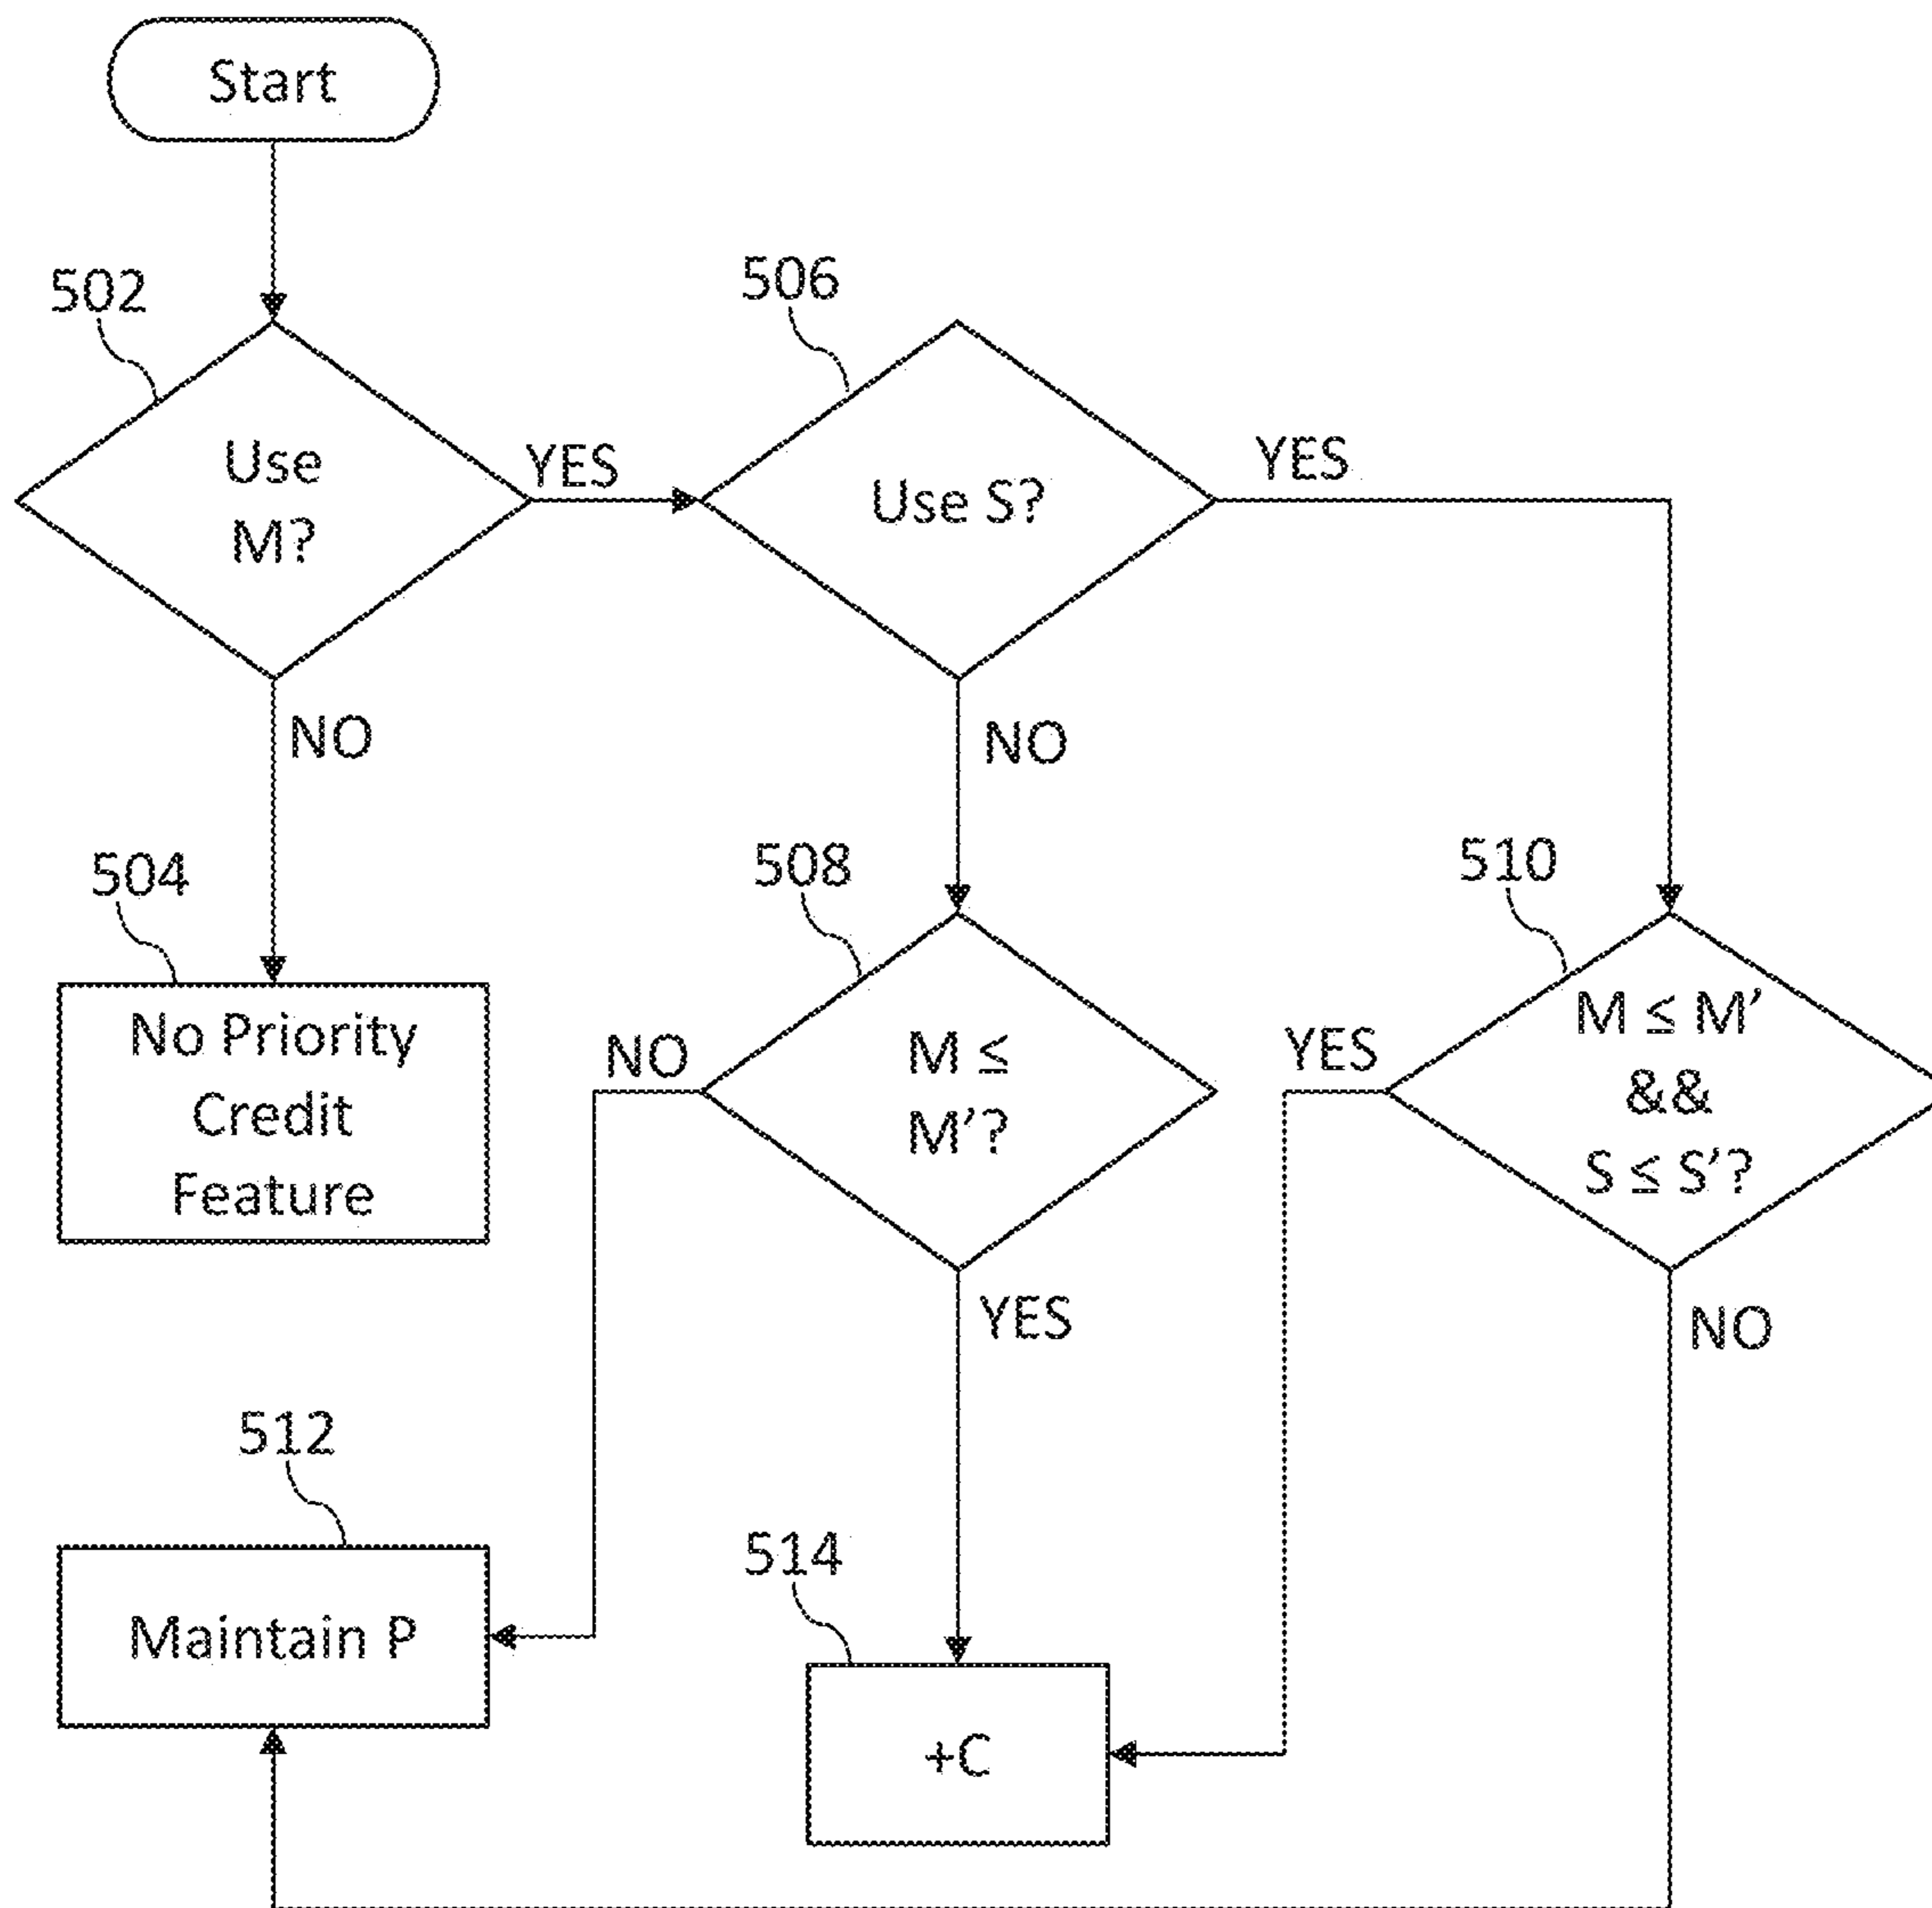 Start
502
506
Use
M?
YES
Use S?
YES
NO
NO
504
508
510
No Priority
Credit
Feature
NO
M ≤
M'?
YES
M ≤ M'
&&
S ≤ S'?
YES
NO
512
514
Maintain P
+C